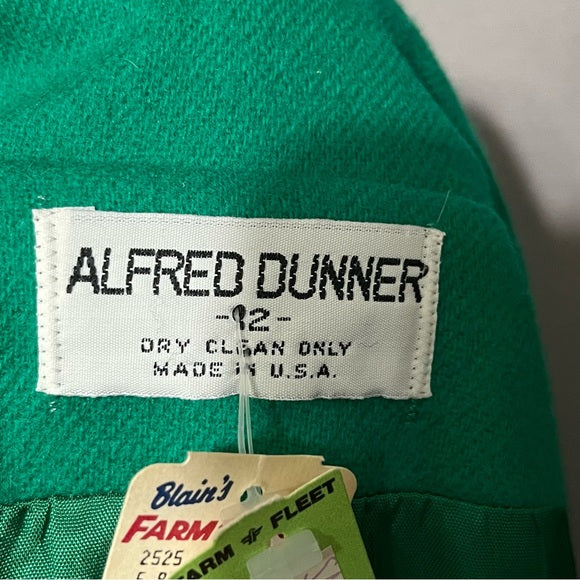 ALFRED DUNNER
-12-
DRY CLEAN ONLY
MADE IN U.S.A.
Blain's
FARM
2525
FARM FLEET